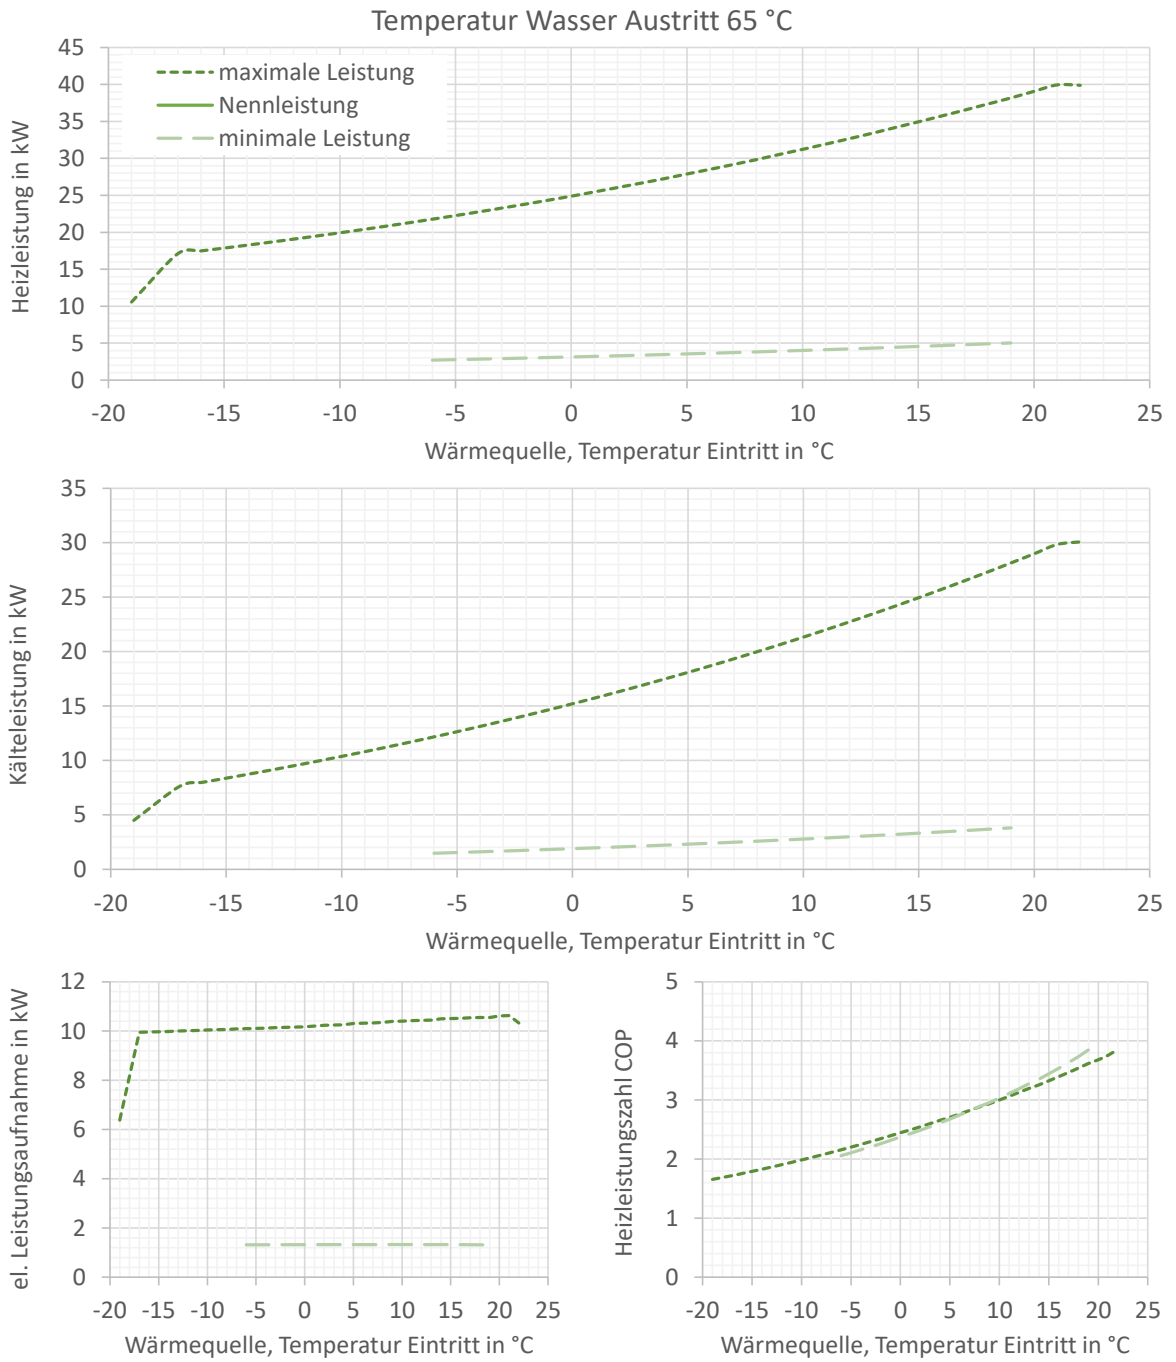 Temperatur Wasser Austritt 65 °C
Heizleistung in kW
45
40
35
30
25
20
15
10
5
0
maximale Leistung
Nennleistung
minimale Leistung
-20 -15 -10 -5 0 5 10 15 20 25
Wärmequelle, Temperatur Eintritt in °C
Kälteleistung in kW
35
30
25
20
15
10
5
0
-20 -15 -10 -5 0 5 10 15 20 25
Wärmequelle, Temperatur Eintritt in °C
el. Leistungsaufnahme in kW
12
10
8
6
4
2
0
-20 -15 -10 -5 0 5 10 15 20 25
Wärmequelle, Temperatur Eintritt in °C
Heizleistungszahl COP
5
4
3
2
1
0
-20 -15 -10 -5 0 5 10 15 20 25
Wärmequelle, Temperatur Eintritt in °C